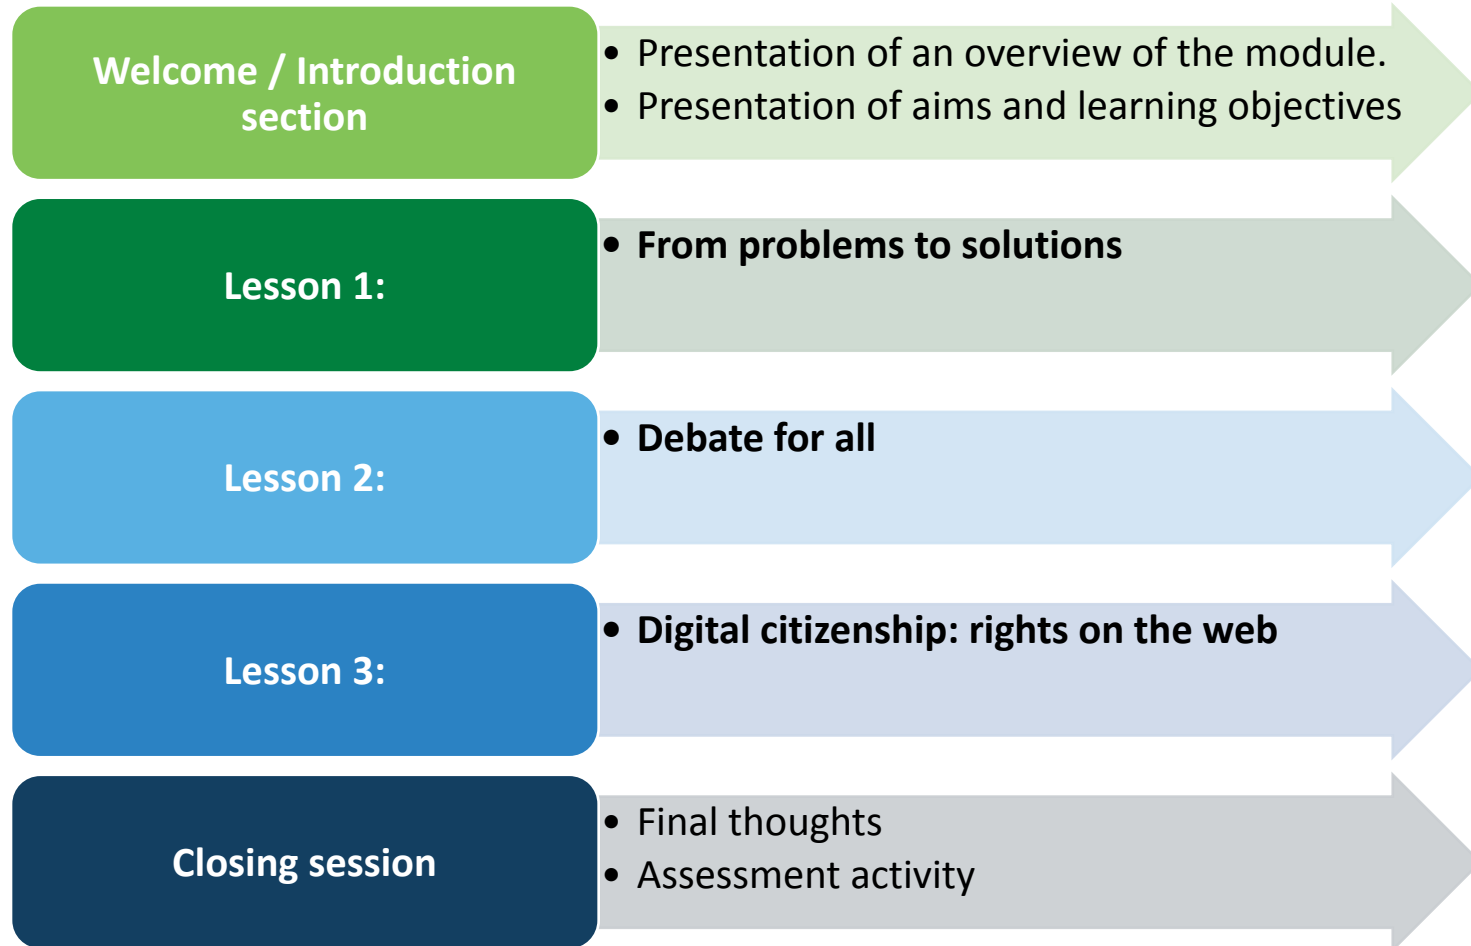 Welcome / Introduction
section
• Presentation of an overview of the module.
• Presentation of aims and learning objectives
Lesson 1:
• From problems to solutions
Lesson 2:
• Debate for all
Lesson 3:
• Digital citizenship: rights on the web
Closing session
• Final thoughts
• Assessment activity